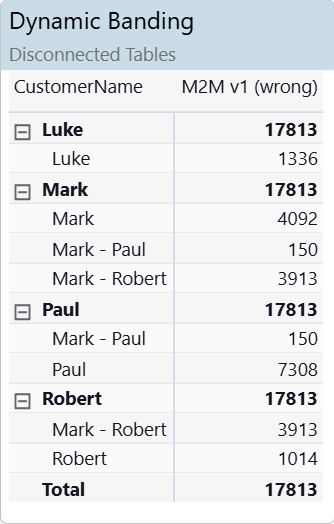 Dynamic Banding
Disconnected Tables
CustomerName M2M v1 (wrong)
Luke 17813
Luke 1336
Mark 17813
Mark 4092
Mark - Paul 150
Mark - Robert 3913
Paul 17813
Mark - Paul 150
Paul 7308
Robert 17813
Mark - Robert 3913
Robert 1014
Total 17813